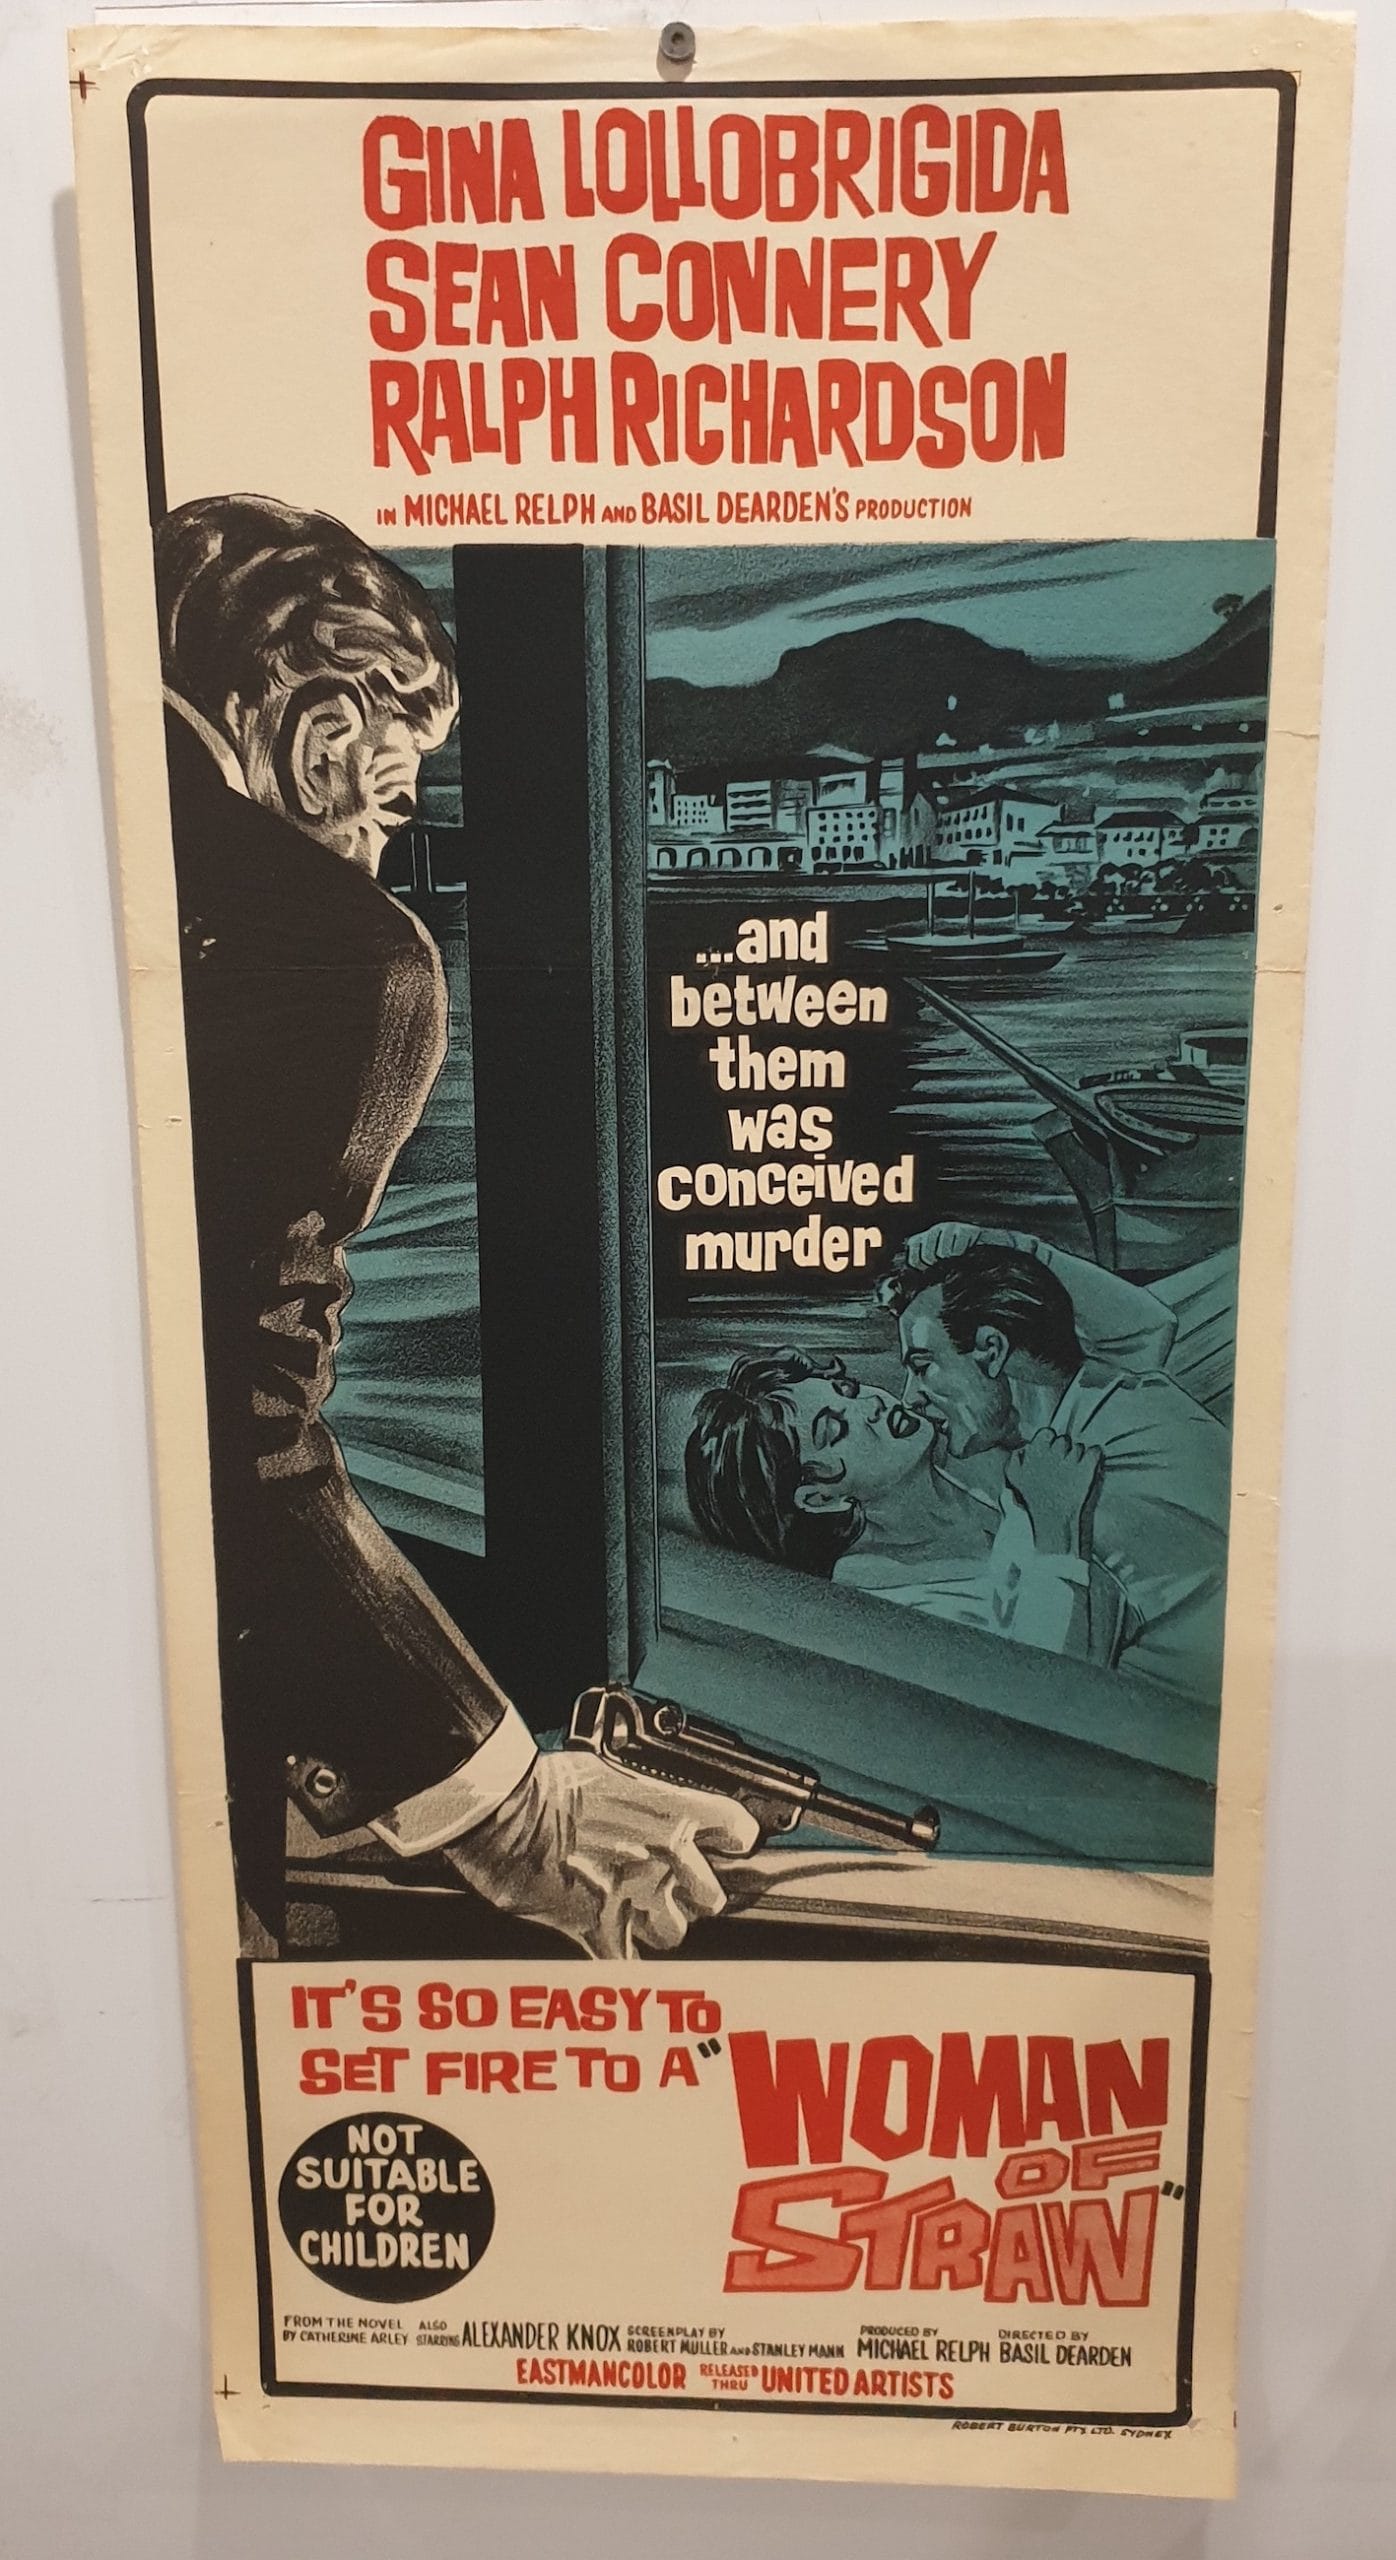 GINA LOLLOBRIGIDA
SEAN CONNERY
RALPH RICHARDSON
IN MICHAEL RELPH AND BASIL DEARDEN'S PRODUCTION
...and
between
them
was
conceived
murder
IT'S SO EASY TO
SET FIRE TO A "WOMAN
OF
STRAW"
NOT
SUITABLE
FOR
CHILDREN
FROM THE NOVEL
BY CATHERINE ARLEY
ALSO
STARRING ALEXANDER KNOX
SCREENPLAY BY
ROBERT MULLER AND STANLEY MANN
PRODUCED BY
MICHAEL RELPH
DIRECTED BY
BASIL DEARDEN
EASTMANCOLOR RELEASED THRU UNITED ARTISTS
ROBERT BURTON PTY. LTD. SYDNEY